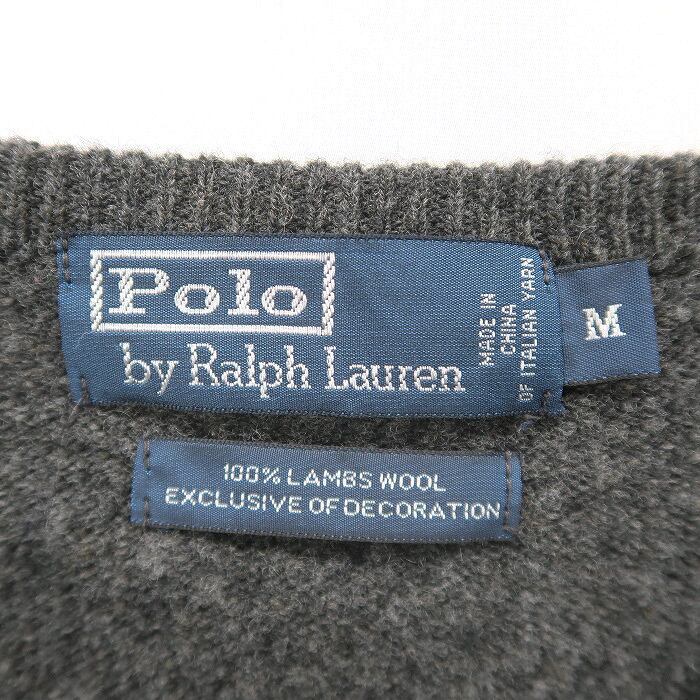 Polo
by Ralph Lauren
MADE IN
CHINA
OF ITALIAN YARN
M
100% LAMBS WOOL
EXCLUSIVE OF DECORATION